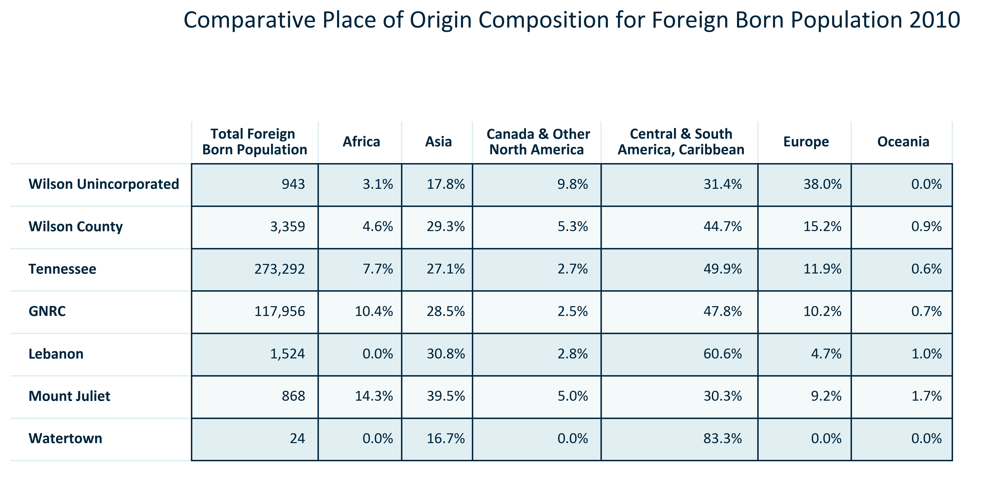 Comparative Place of Origin Composition for Foreign Born Population 2010
Total Foreign Born Population Africa Asia Canada & Other North America Central & South America, Caribbean Europe Oceania
Wilson Unincorporated 943 3.1% 17.8% 9.8% 31.4% 38.0% 0.0%
Wilson County 3,359 4.6% 29.3% 5.3% 44.7% 15.2% 0.9%
Tennessee 273,292 7.7% 27.1% 2.7% 49.9% 11.9% 0.6%
GNRC 117,956 10.4% 28.5% 2.5% 47.8% 10.2% 0.7%
Lebanon 1,524 0.0% 30.8% 2.8% 60.6% 4.7% 1.0%
Mount Juliet 868 14.3% 39.5% 5.0% 30.3% 9.2% 1.7%
Watertown 24 0.0% 16.7% 0.0% 83.3% 0.0% 0.0%